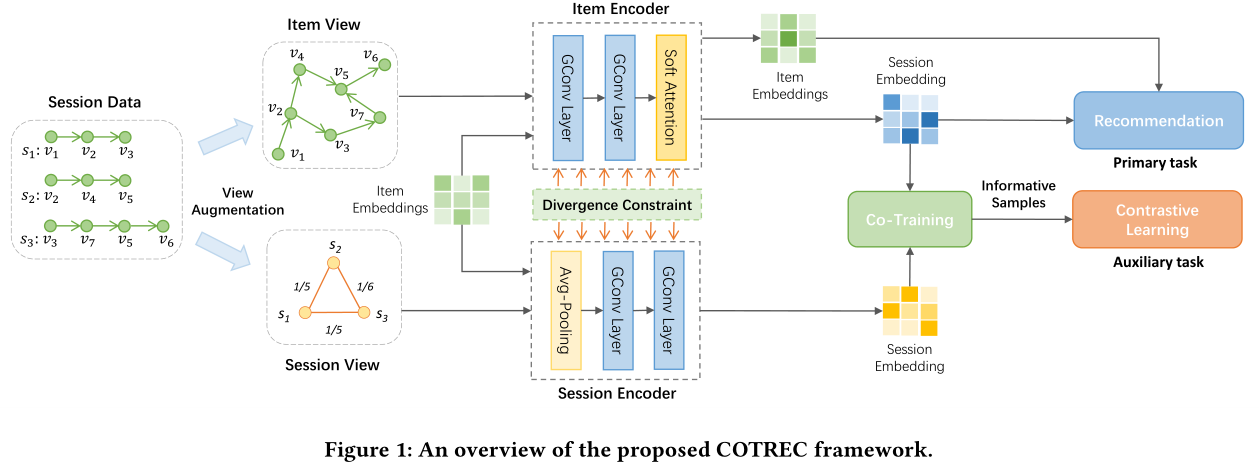 Session Data
s1: v1 v2 v3
s2: v2 v4 v5
s3: v3 v7 v5 v6
View
Augmentation
Item View
v4
v6
v5
v2
v7
v3
v1
s2
1/5 1/6
s1 s3
1/5
Session View
Item
Embeddings
Item Encoder
GConv Layer
GConv Layer
Soft Attention
Divergence Constraint
Avg-Pooling
GConv Layer
GConv Layer
Session Encoder
Item
Embeddings
Session
Embedding
Recommendation
Primary task
Co-Training
Informative
Samples
Contrastive
Learning
Auxiliary task
Session
Embedding
Figure 1: An overview of the proposed COTREC framework.